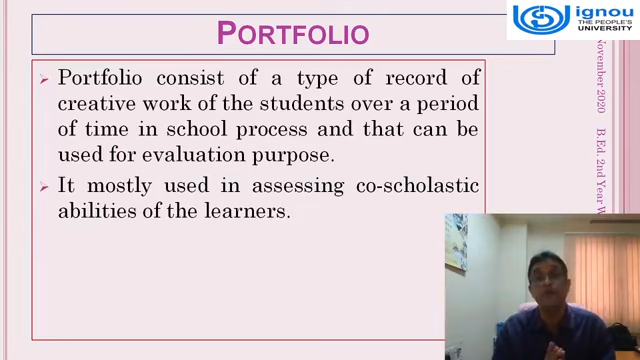 PORTFOLIO
ignou
THE PEOPLE'S
UNIVERSITY
Portfolio consist of a type of record of
creative work of the students over a period
of time in school process and that can be
used for evaluation purpose.
It mostly used in assessing co-scholastic
abilities of the learners.
November 2020 B.Ed. 2nd Year